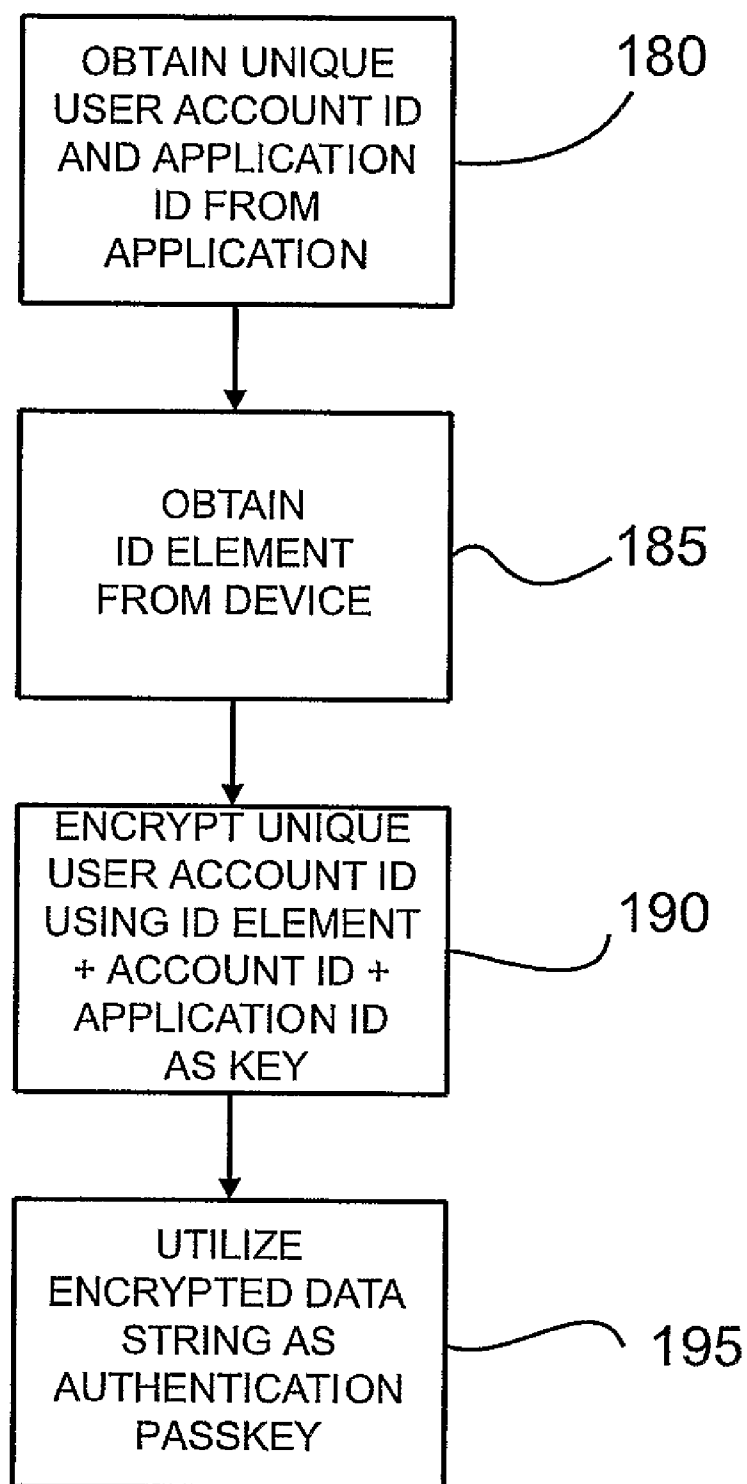 OBTAIN UNIQUE
USER ACCOUNT ID
AND APPLICATION
ID FROM
APPLICATION
180
OBTAIN
ID ELEMENT
FROM DEVICE
185
ENCRYPT UNIQUE
USER ACCOUNT ID
USING ID ELEMENT
+ ACCOUNT ID +
APPLICATION ID
AS KEY
190
UTILIZE
ENCRYPTED DATA
STRING AS
AUTHENTICATION
PASSKEY
195